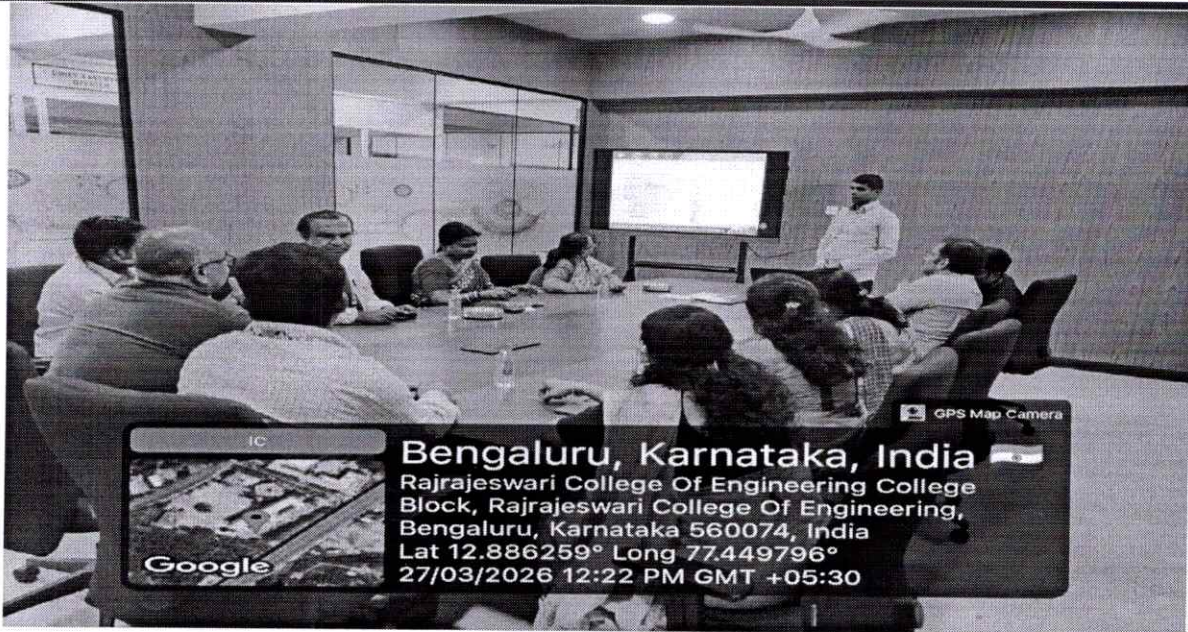 GPS Map Camera
IC
Bengaluru, Karnataka, India
Rajrajeswari College Of Engineering College
Block, Rajrajeswari College Of Engineering,
Bengaluru, Karnataka 560074, India
Lat 12.886259° Long 77.449796°
27/03/2026 12:22 PM GMT +05:30
Google